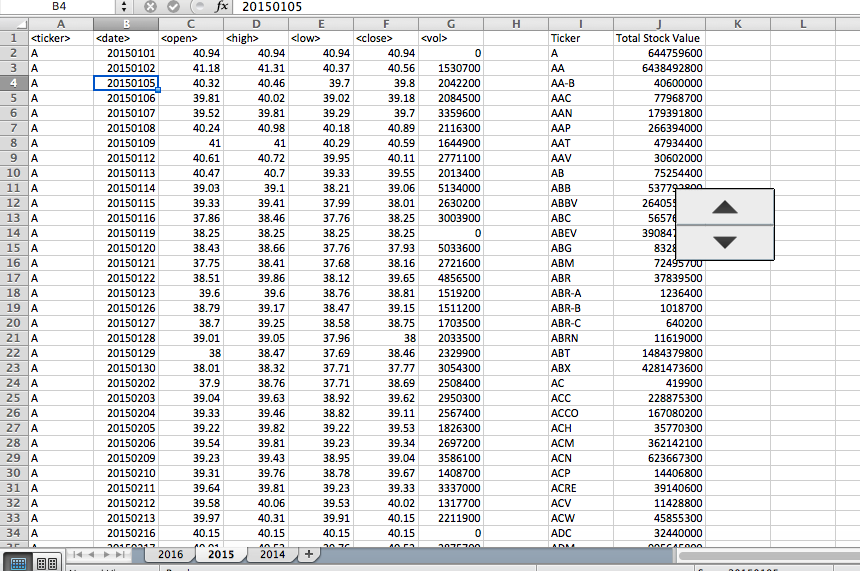 B4 fx 20150105
A B C D E F G H I J K L
1 <ticker> <date> <open> <high> <low> <close> <vol> Ticker Total Stock Value
2 A 20150101 40.94 40.94 40.94 40.94 0 A 644759600
3 A 20150102 41.18 41.31 40.37 40.56 1530700 AA 6438492800
4 A 20150105 40.32 40.46 39.7 39.8 2042200 AA-B 40600000
5 A 20150106 39.81 40.02 39.02 39.18 2084500 AAC 77968700
6 A 20150107 39.52 39.81 39.29 39.7 3359600 AAN 179391800
7 A 20150108 40.24 40.98 40.18 40.89 2116300 AAP 266394000
8 A 20150109 41 41 40.29 40.59 1644900 AAT 47934400
9 A 20150112 40.61 40.72 39.95 40.11 2771100 AAV 30602000
10 A 20150113 40.47 40.7 39.33 39.55 2013400 AB 75254400
11 A 20150114 39.03 39.1 38.21 39.06 5134000 ABB
12 A 20150115 39.33 39.41 37.99 38.01 2630200 ABBV
13 A 20150116 37.86 38.46 37.76 38.25 3003900 ABC
14 A 20150119 38.25 38.25 38.25 38.25 0 ABEV
15 A 20150120 38.43 38.66 37.76 37.93 5033600 ABG
16 A 20150121 37.75 38.41 37.68 38.16 2721600 ABM 72495700
17 A 20150122 38.51 39.86 38.12 39.65 4856500 ABR 37839500
18 A 20150123 39.6 39.6 38.76 38.81 1519200 ABR-A 1236400
19 A 20150126 38.79 39.17 38.47 39.15 1511200 ABR-B 1018700
20 A 20150127 38.7 39.25 38.58 38.75 1703500 ABR-C 640200
21 A 20150128 39.01 39.05 37.96 38 2033500 ABRN 11619000
22 A 20150129 38 38.47 37.69 38.46 2329900 ABT 1484379800
23 A 20150130 38.01 38.32 37.71 37.77 3054300 ABX 4281473600
24 A 20150202 37.9 38.76 37.71 38.69 2508400 AC 419900
25 A 20150203 39.04 39.63 38.92 39.62 2950300 ACC 228875300
26 A 20150204 39.33 39.46 38.82 39.11 2567400 ACCO 167080200
27 A 20150205 39.22 39.82 39.22 39.53 1826300 ACH 35770300
28 A 20150206 39.54 39.81 39.23 39.34 2697200 ACM 362142100
29 A 20150209 39.23 39.43 38.95 39.04 3586100 ACN 623667300
30 A 20150210 39.31 39.76 38.78 39.67 1408700 ACP 14406800
31 A 20150211 39.64 39.81 39.23 39.33 3337000 ACRE 39140600
32 A 20150212 39.58 40.06 39.53 40.02 1317700 ACV 11428800
33 A 20150213 39.97 40.31 39.91 40.15 2211900 ACW 45855300
34 A 20150216 40.15 40.15 40.15 40.15 0 ADC 32440000
2016 2015 2014 +